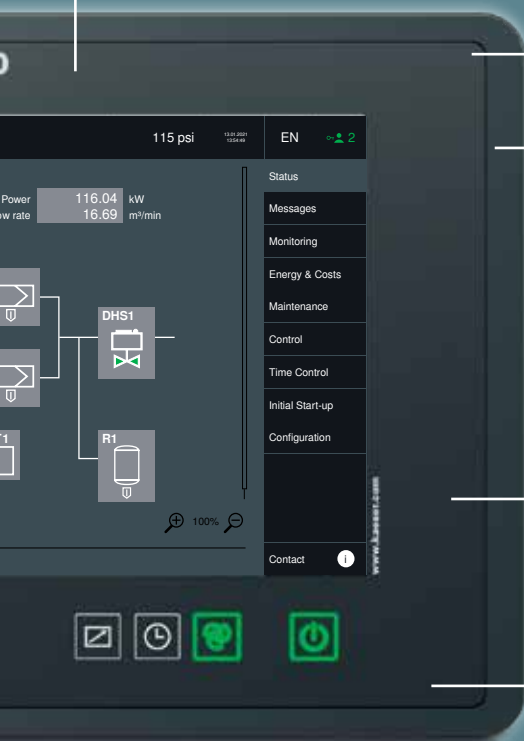 115 psi
13.01.2021
13:54:49
EN
2
Status
Power 116.04 kW
ow rate 16.69 m³/min
Messages
Monitoring
Energy & Costs
Maintenance
Control
Time Control
Initial Start-up
Configuration
DHS1
T1
R1
100%
Contact
i
www.kaeser.com